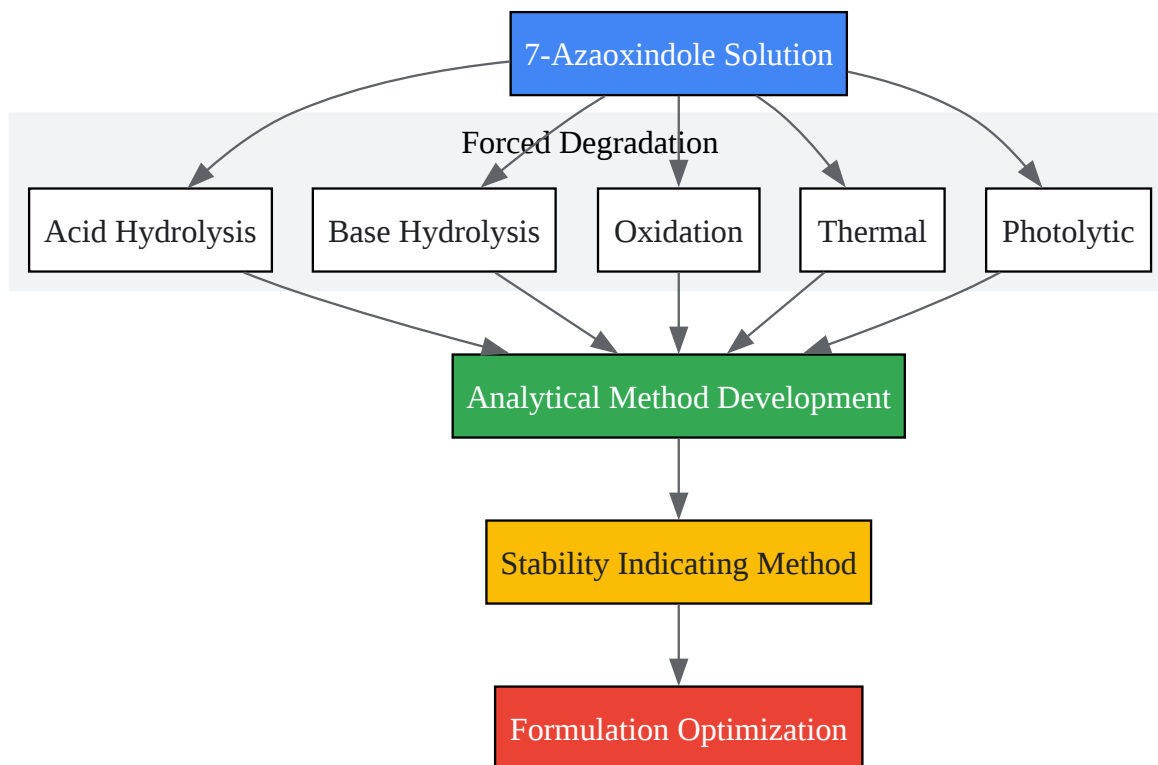 7-Azaoxindole Solution
Forced Degradation
Acid Hydrolysis
Base Hydrolysis
Oxidation
Thermal
Photolytic
Analytical Method Development
Stability Indicating Method
Formulation Optimization